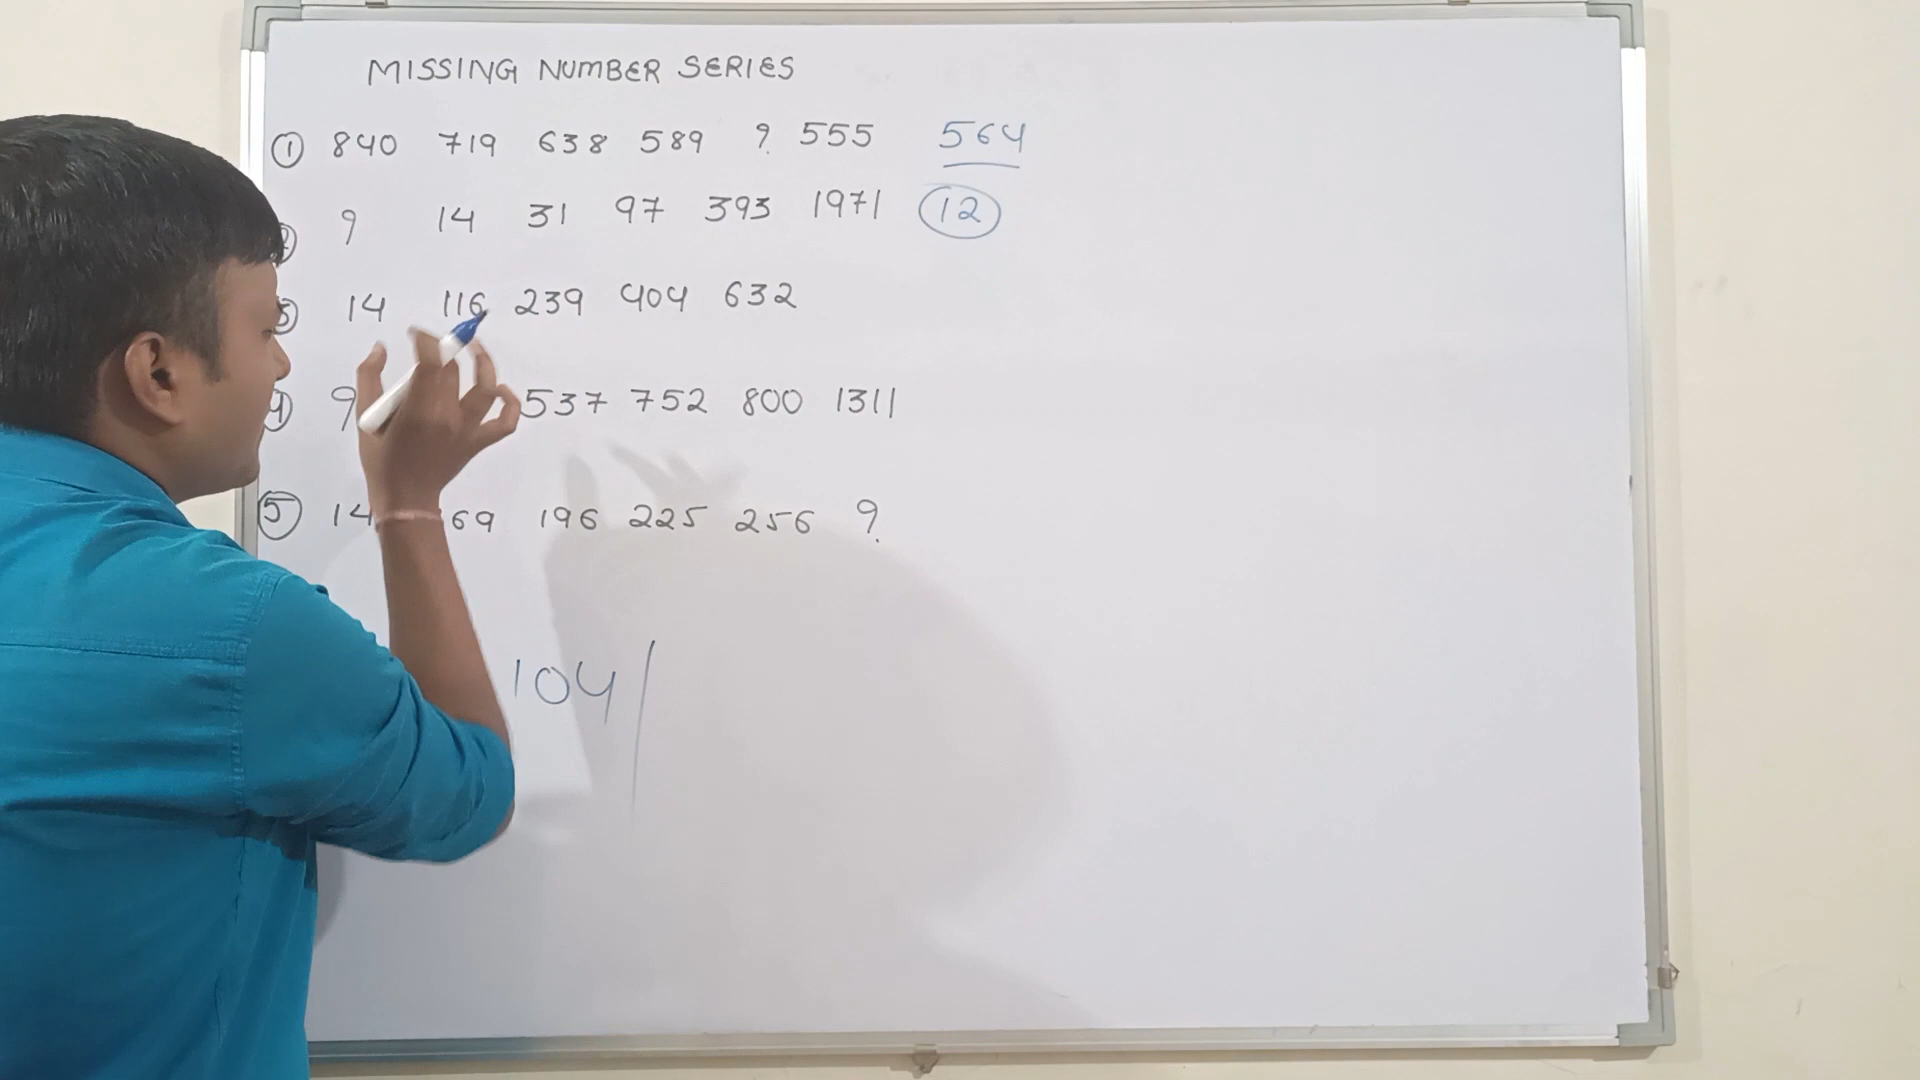 MISSING NUMBER SERIES
① 840 719 638 589 ? 555 564
? 14 31 97 393 1971 12
14 116 239 404 632
537 752 800 1311
⑤ 14 69 196 225 256 ?
104/